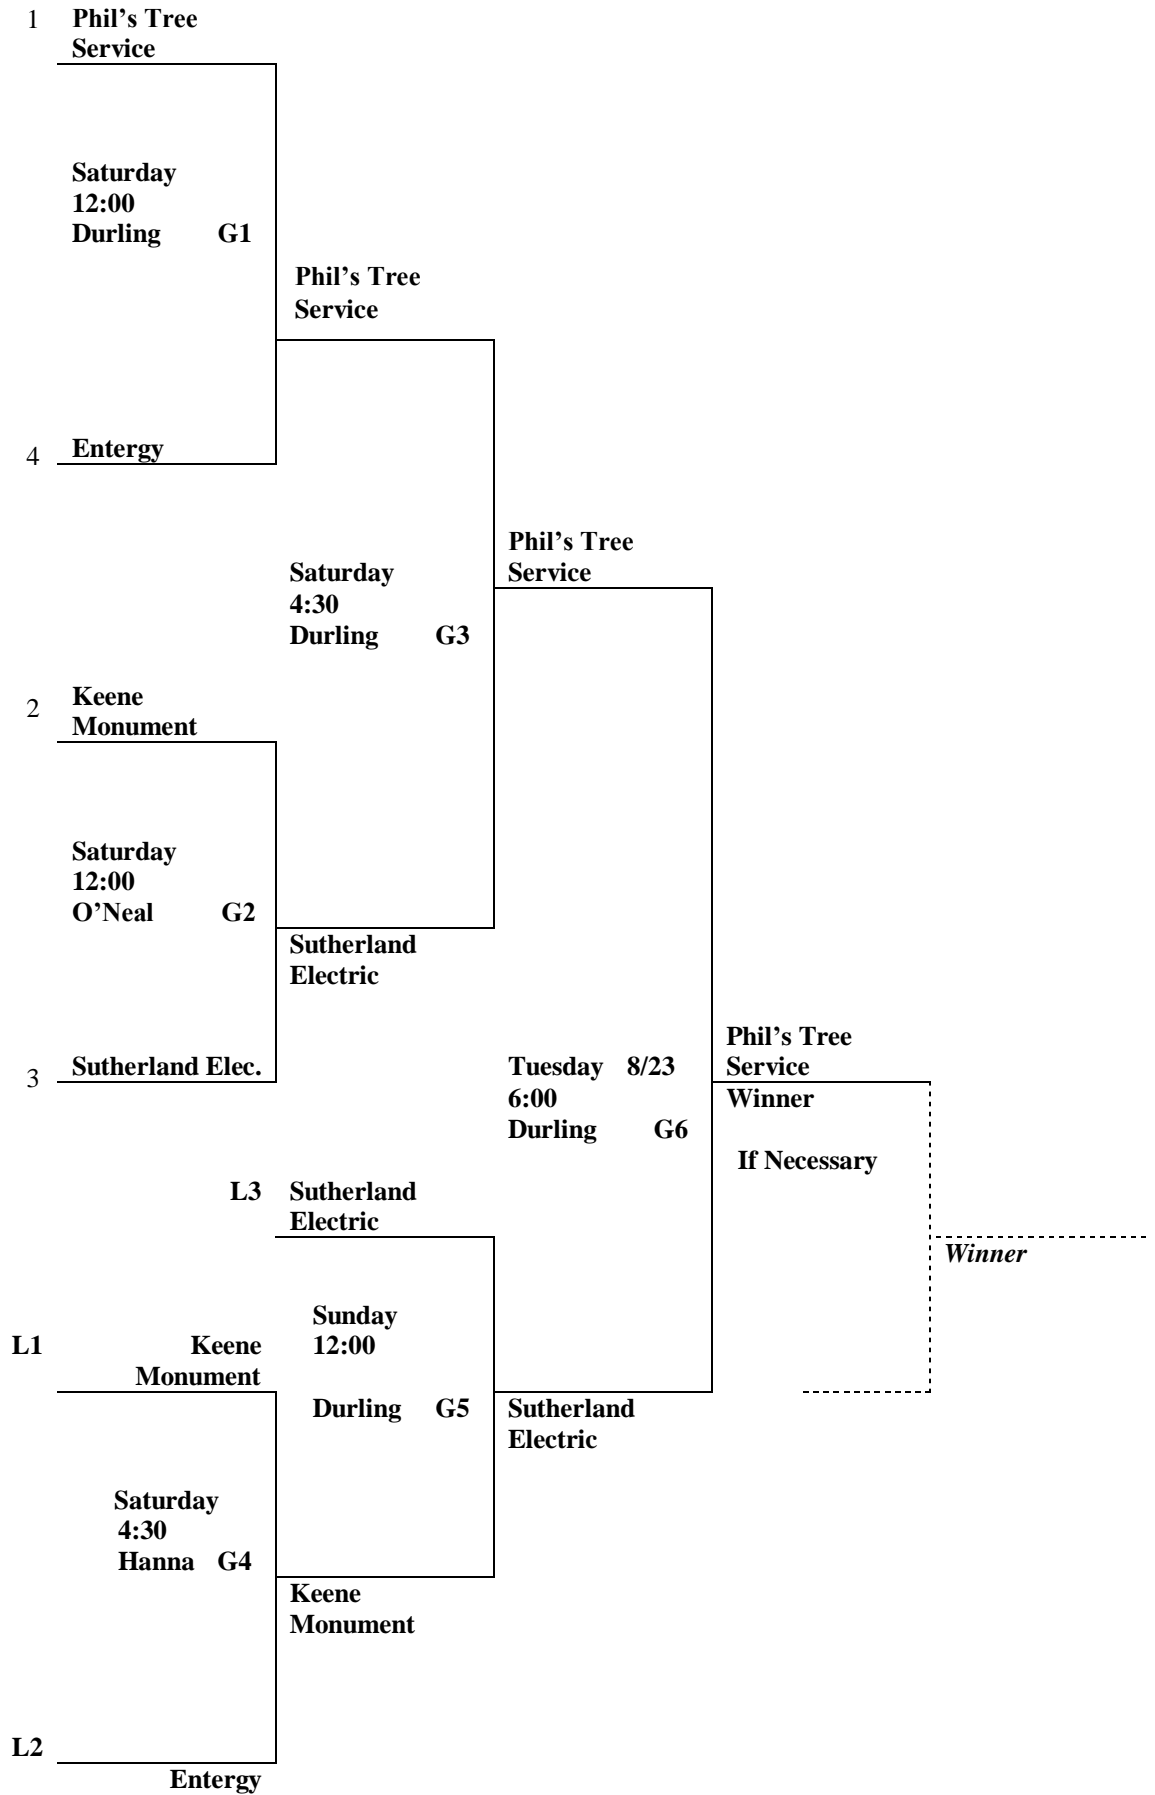 1 Phil's Tree
Service
Saturday
12:00
Durling G1
Phil’s Tree
Service
4 Entergy
Phil’s Tree
Service
Saturday
4:30
Durling G3
2 Keene
Monument
Saturday
12:00
O’Neal G2
Sutherland
Electric
3 Sutherland Elec.
Phil’s Tree
Service
Winner
Tuesday 8/23
6:00
Durling G6
If Necessary
L3 Sutherland
Electric
Winner
Sunday
12:00
Durling G5
L1 Keene
Monument
Sutherland
Electric
Saturday
4:30
Hanna G4
Keene
Monument
L2
Entergy